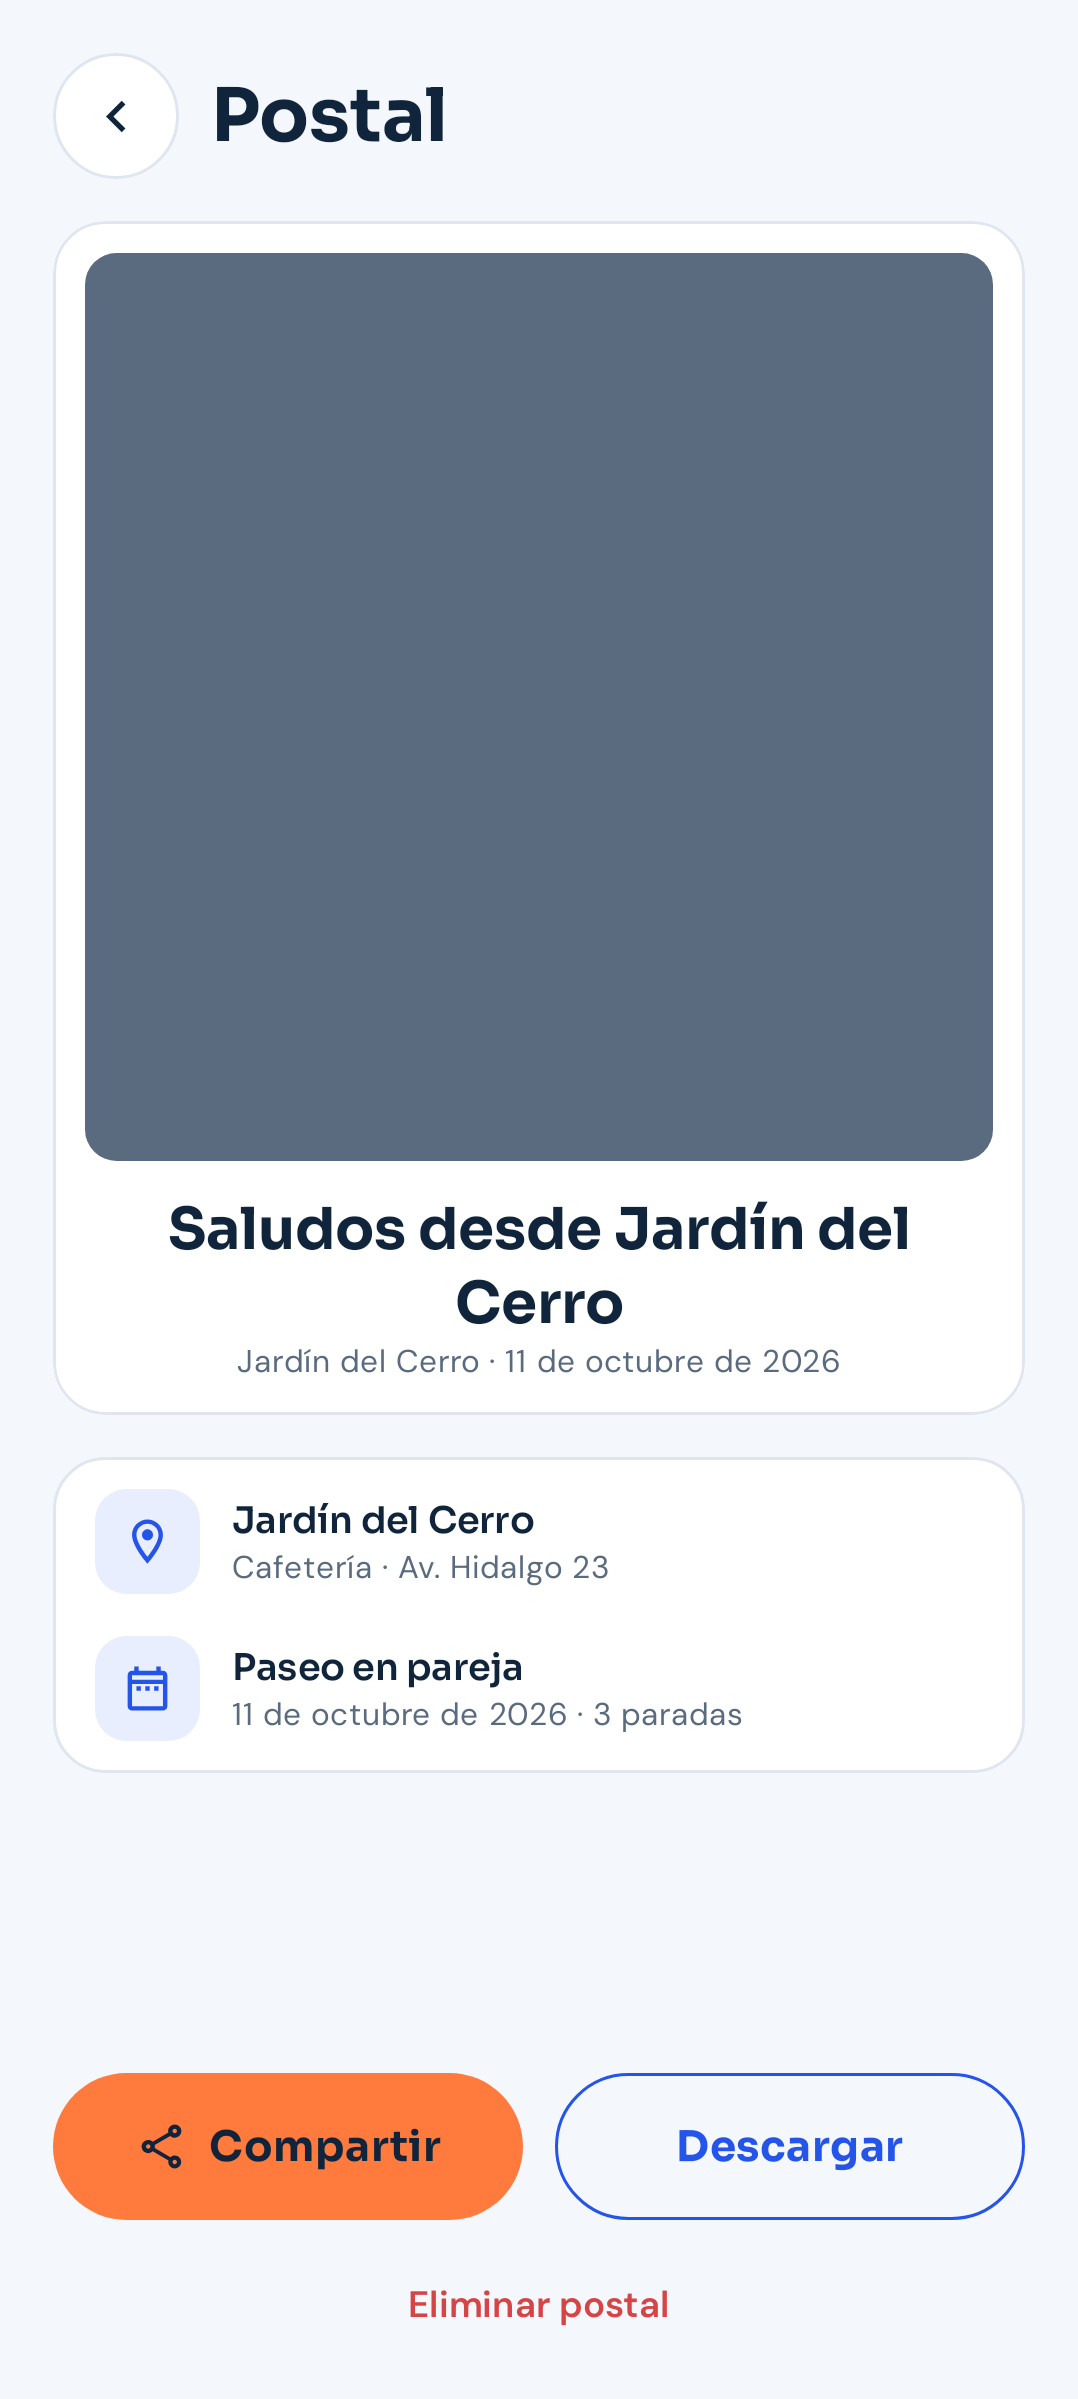 Postal
Saludos desde Jardín del
Cerro
Jardín del Cerro · 11 de octubre de 2026
Jardín del Cerro
Cafetería · Av. Hidalgo 23
Paseo en pareja
11 de octubre de 2026 · 3 paradas
Compartir
Descargar
Eliminar postal